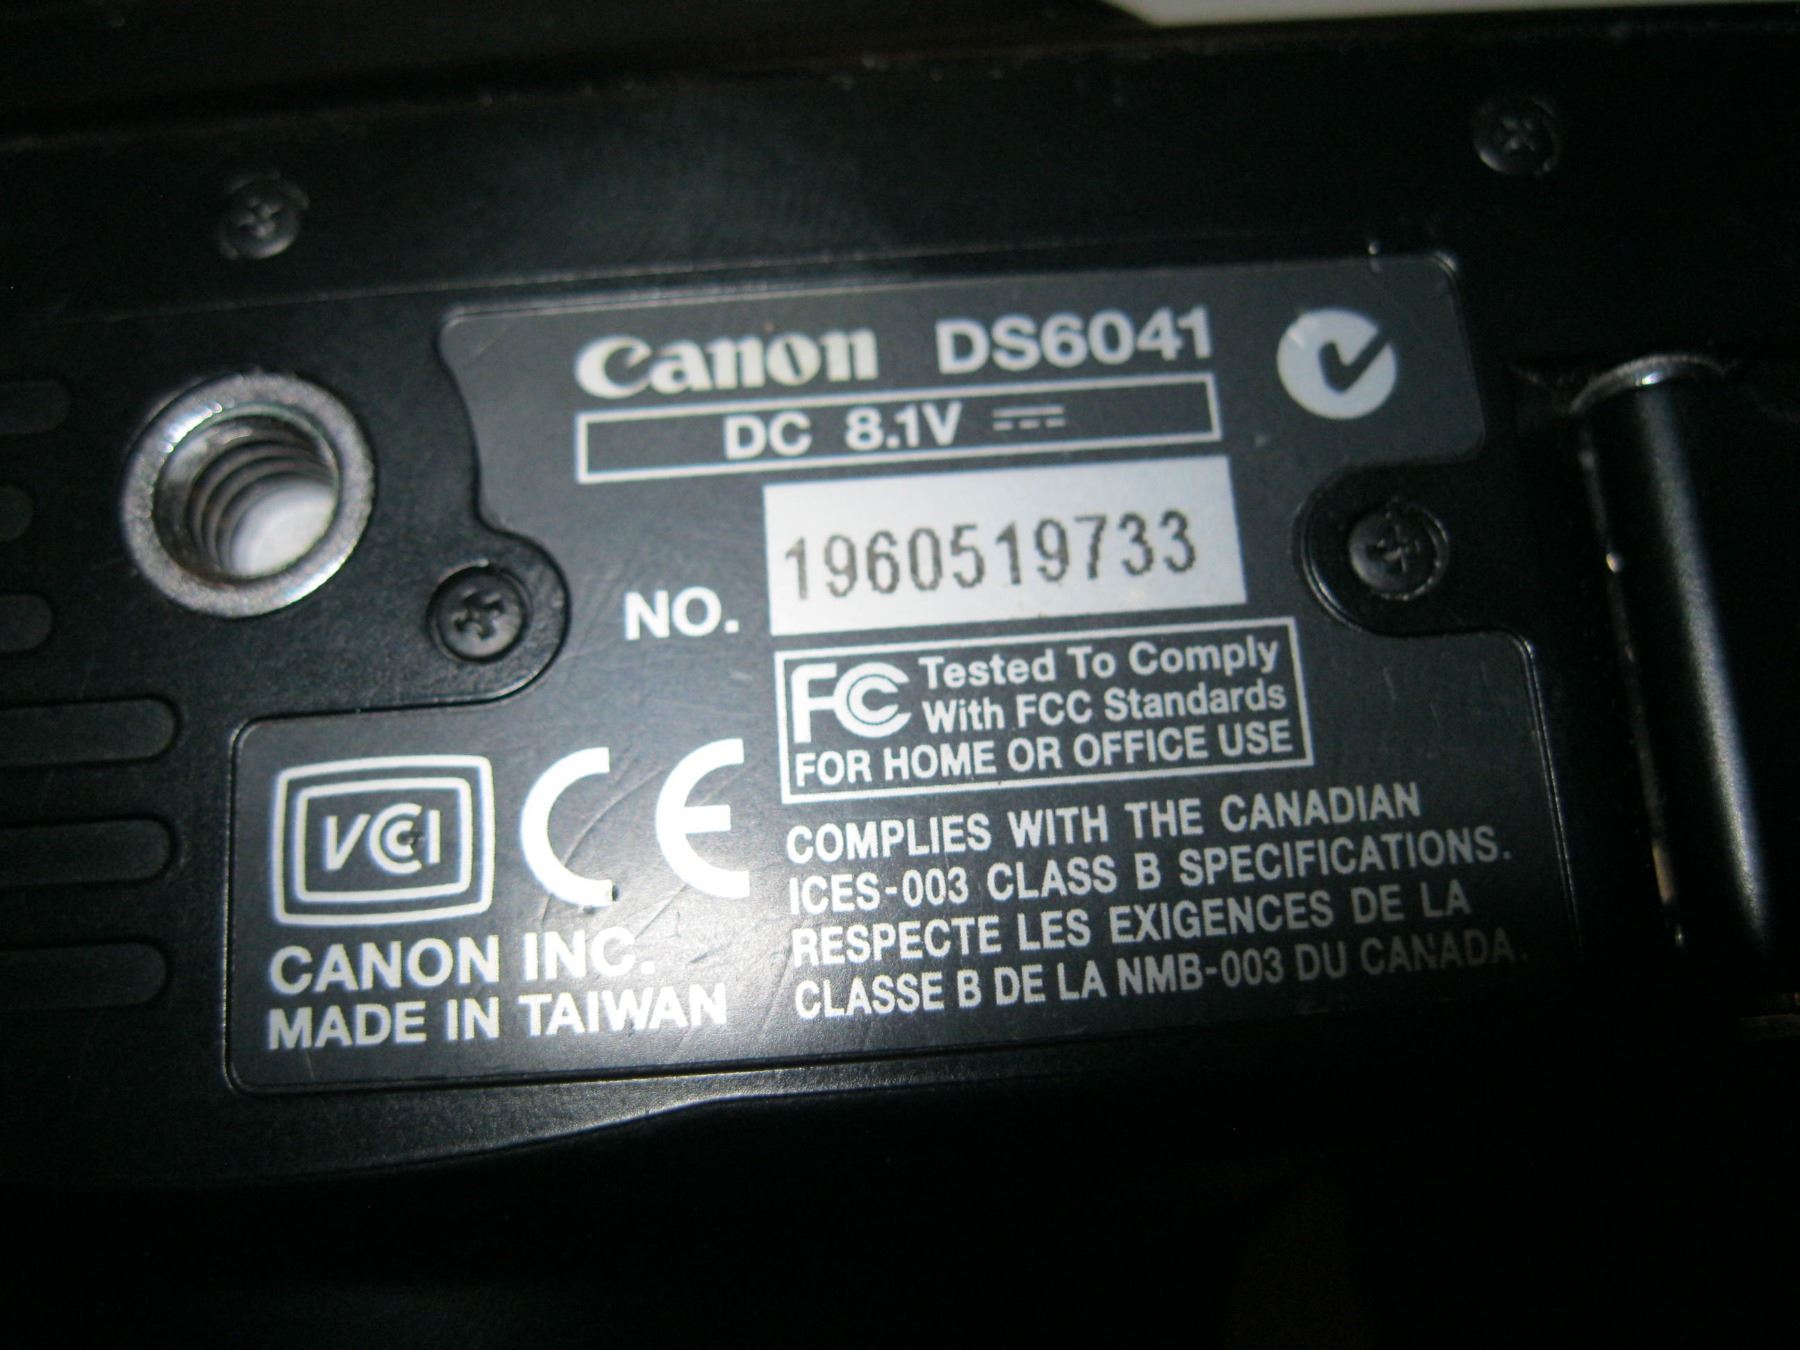 Canon DS6041
DC 8.1V
NO. 1960519733
FC Tested To Comply
With FCC Standards
FOR HOME OR OFFICE USE
VCCI CE
CANON INC.
MADE IN TAIWAN
COMPLIES WITH THE CANADIAN
ICES-003 CLASS B SPECIFICATIONS.
RESPECTE LES EXIGENCES DE LA
CLASSE B DE LA NMB-003 DU CANADA.